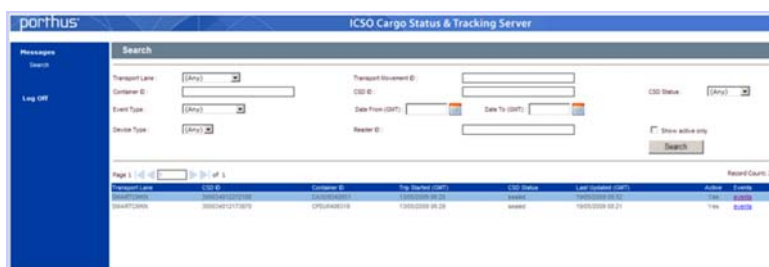 porthus
ICSO Cargo Status & Tracking Server
Messages
Search
Log Off
Search
Transport Lane : (Any) Transport Movement ID :
Container ID : CSD ID : CSD Status : (Any)
Event Type : (Any) Date From (GMT) : Date To (GMT) :
Device Type : (Any) Reader ID : Show active only
Search
Page 1 of 1 Record Count:
Transport Lane CSD ID Container ID Trip Started (GMT) CSD Status Last Updated (GMT) Active Events
sealed Yes events
sealed Yes events